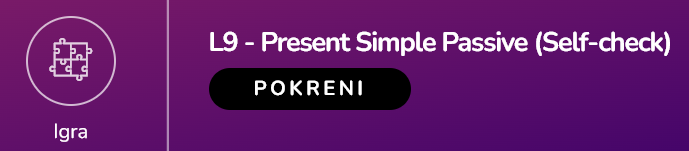 L9 - Present Simple Passive (Self-check)
POKRENI
Igra